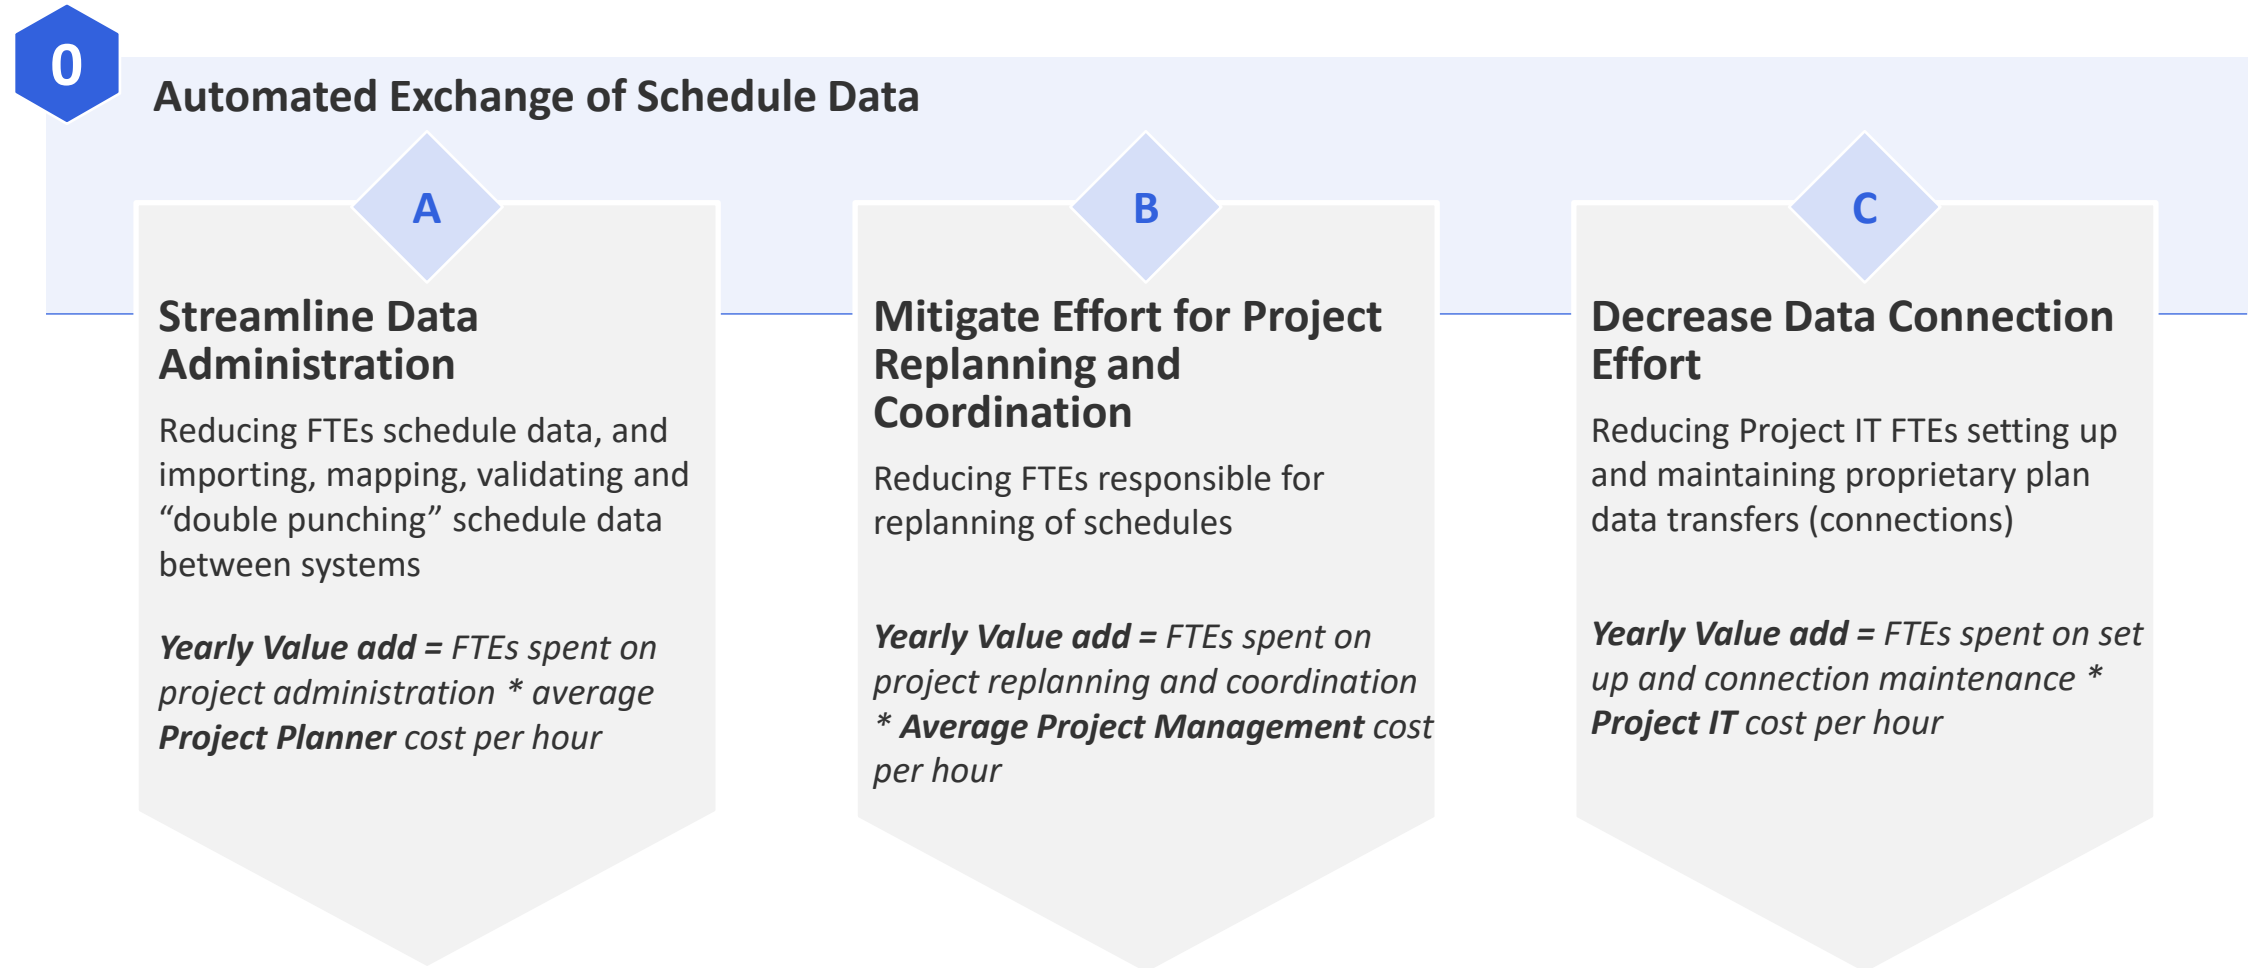 0
Automated Exchange of Schedule Data
A
Streamline Data
Administration
Reducing FTEs schedule data, and
importing, mapping, validating and
“double punching” schedule data
between systems
Yearly Value add = FTEs spent on
project administration * average
Project Planner cost per hour
B
Mitigate Effort for Project
Replanning and
Coordination
Reducing FTEs responsible for
replanning of schedules
Yearly Value add = FTEs spent on
project replanning and coordination
* Average Project Management cost
per hour
C
Decrease Data Connection
Effort
Reducing Project IT FTEs setting up
and maintaining proprietary plan
data transfers (connections)
Yearly Value add = FTEs spent on set
up and connection maintenance *
Project IT cost per hour